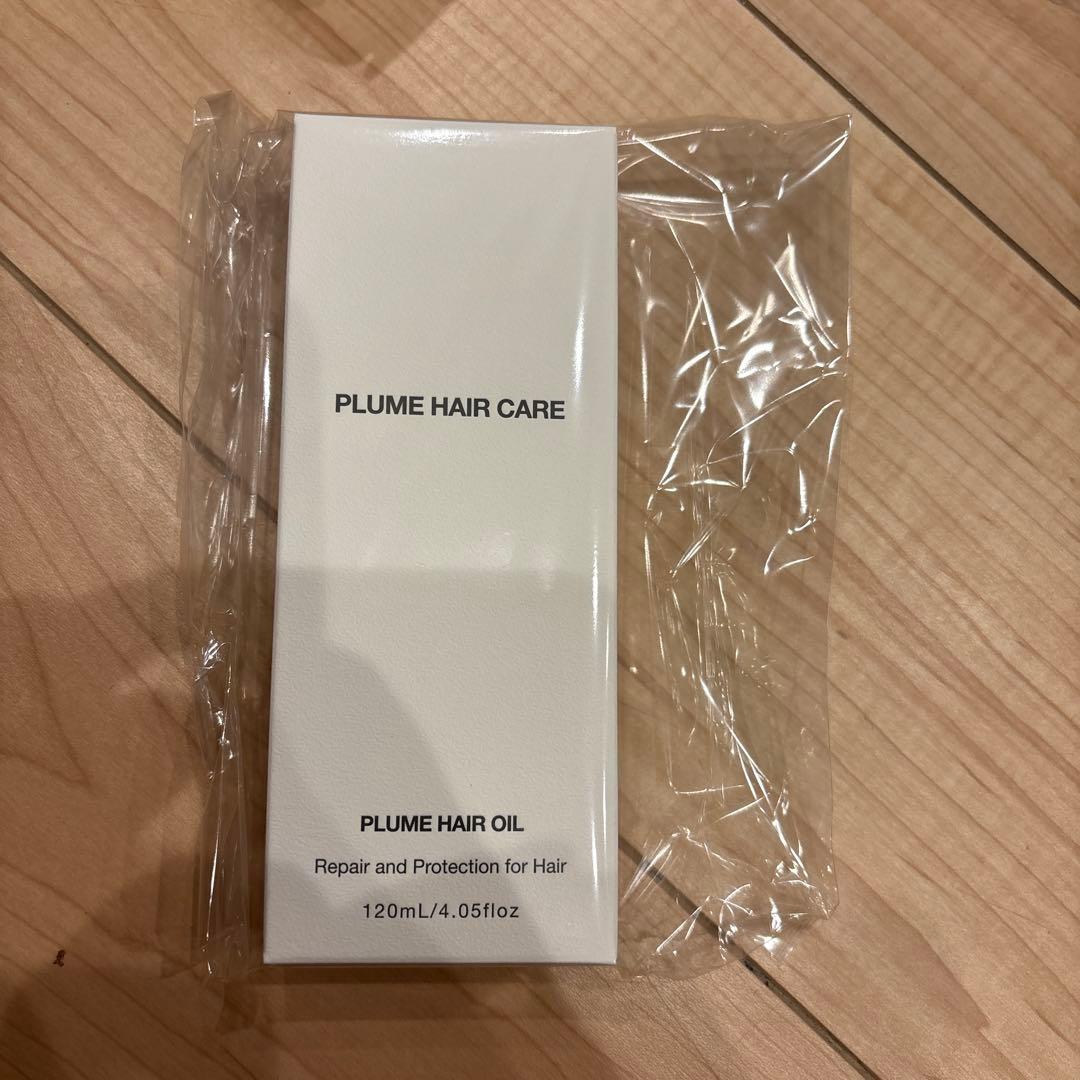 PLUME HAIR CARE
PLUME HAIR OIL
Repair and Protection for Hair
120mL/4.05floz